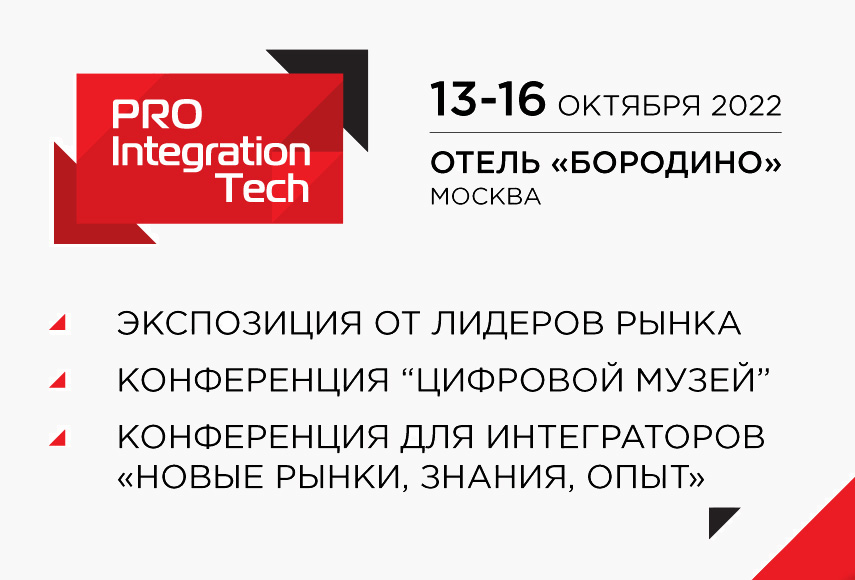 PRO
Integration
Tech
13-16 ОКТЯБРЯ 2022
ОТЕЛЬ «БОРОДИНО»
МОСКВА
ЭКСПОЗИЦИЯ ОТ ЛИДЕРОВ РЫНКА
КОНФЕРЕНЦИЯ “ЦИФРОВОЙ МУЗЕЙ”
КОНФЕРЕНЦИЯ ДЛЯ ИНТЕГРАТОРОВ
«НОВЫЕ РЫНКИ, ЗНАНИЯ, ОПЫТ»